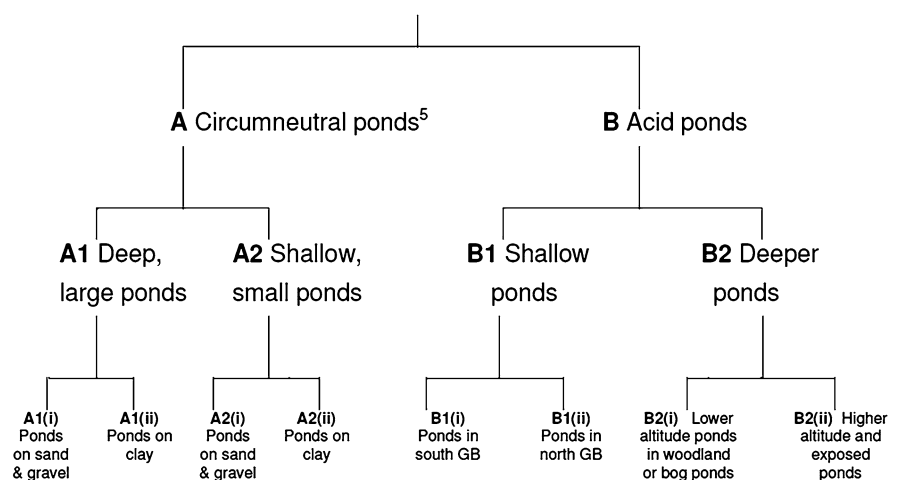 A Circumneutral ponds⁵
B Acid ponds
A1 Deep,
large ponds
A2 Shallow,
small ponds
B1 Shallow
ponds
B2 Deeper
ponds
A1(i)
Ponds
on sand
& gravel
A1(ii)
Ponds on
clay
A2(i)
Ponds
on sand
& gravel
A2(ii)
Ponds on
clay
B1(i)
Ponds in
south GB
B1(ii)
Ponds in
north GB
B2(i) Lower
altitude ponds
in woodland
or bog ponds
B2(ii) Higher
altitude and
exposed
ponds